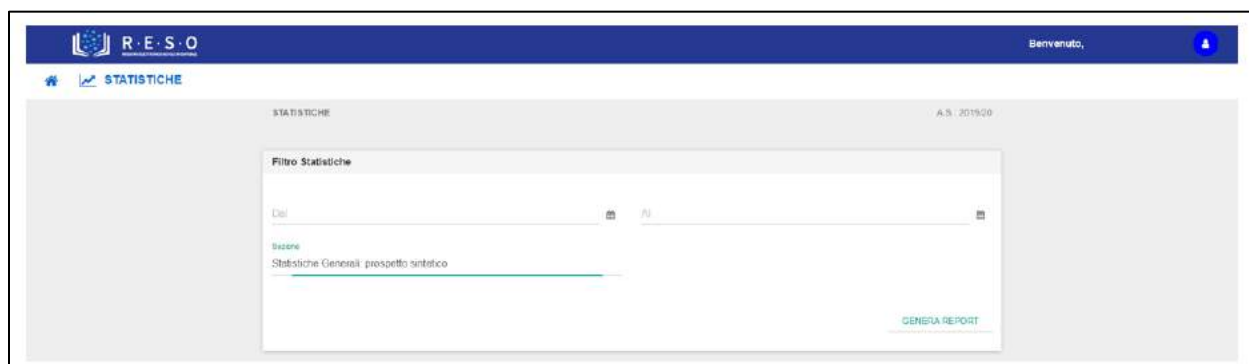 R·E·S·O
Benvenuto,
STATISTICHE
STATISTICHE
A.S.: 2019/20
Filtro Statistiche
Dal
Al
Sezione
Statistiche Generali: prospetto sintetico
GENERA REPORT